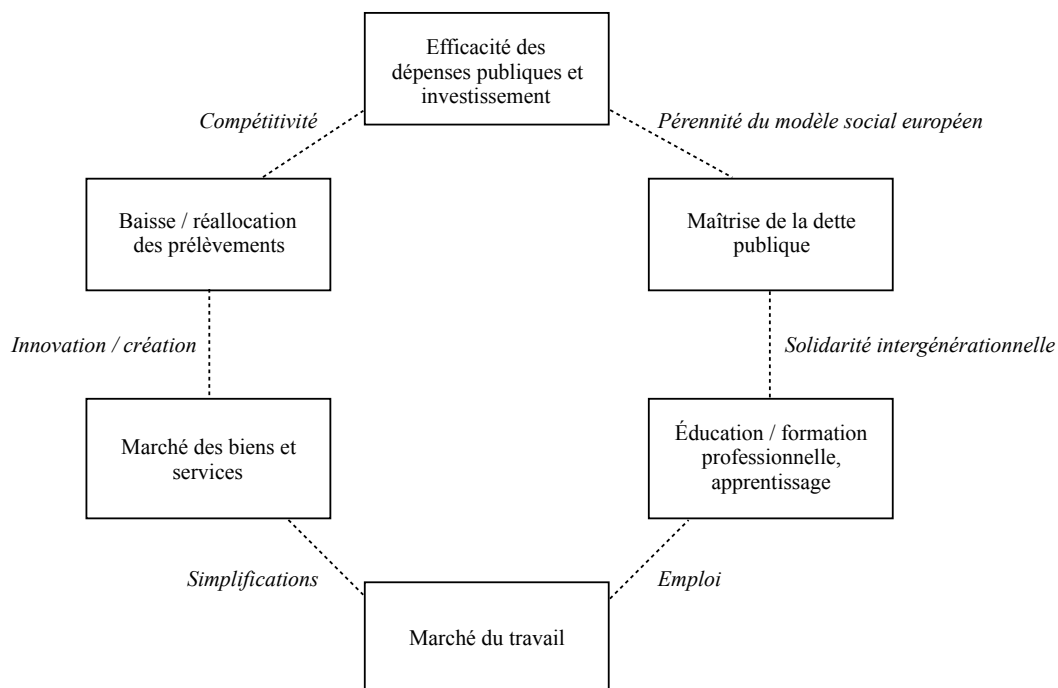 Efficacité des
dépenses publiques et
investissement
Compétitivité
Pérennité du modèle social européen
Baisse / réallocation
des prélèvements
Maîtrise de la dette
publique
Innovation / création
Solidarité intergénérationnelle
Marché des biens et
services
Éducation / formation
professionnelle,
apprentissage
Simplifications
Emploi
Marché du travail